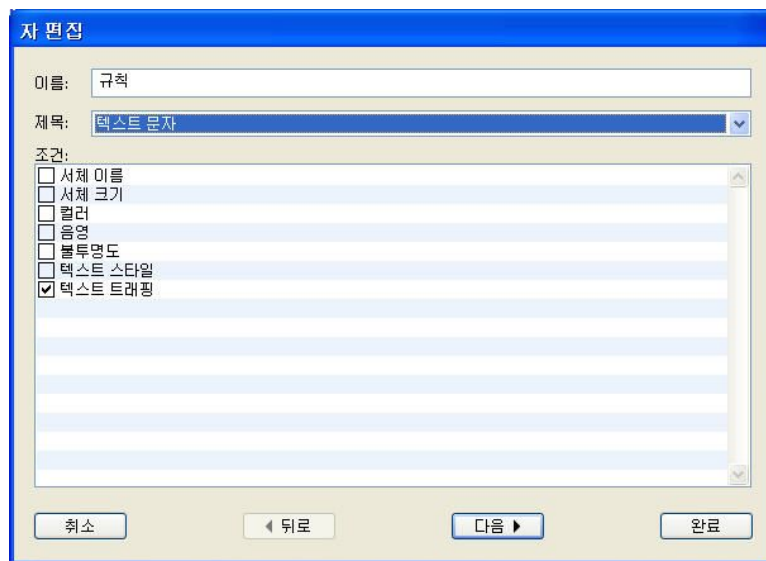 자 편집
이름: 규칙
제목: 텍스트 문자
조건:
서체 이름
서체 크기
컬러
음영
불투명도
텍스트 스타일
텍스트 트래핑
취소 뒤로 다음 완료